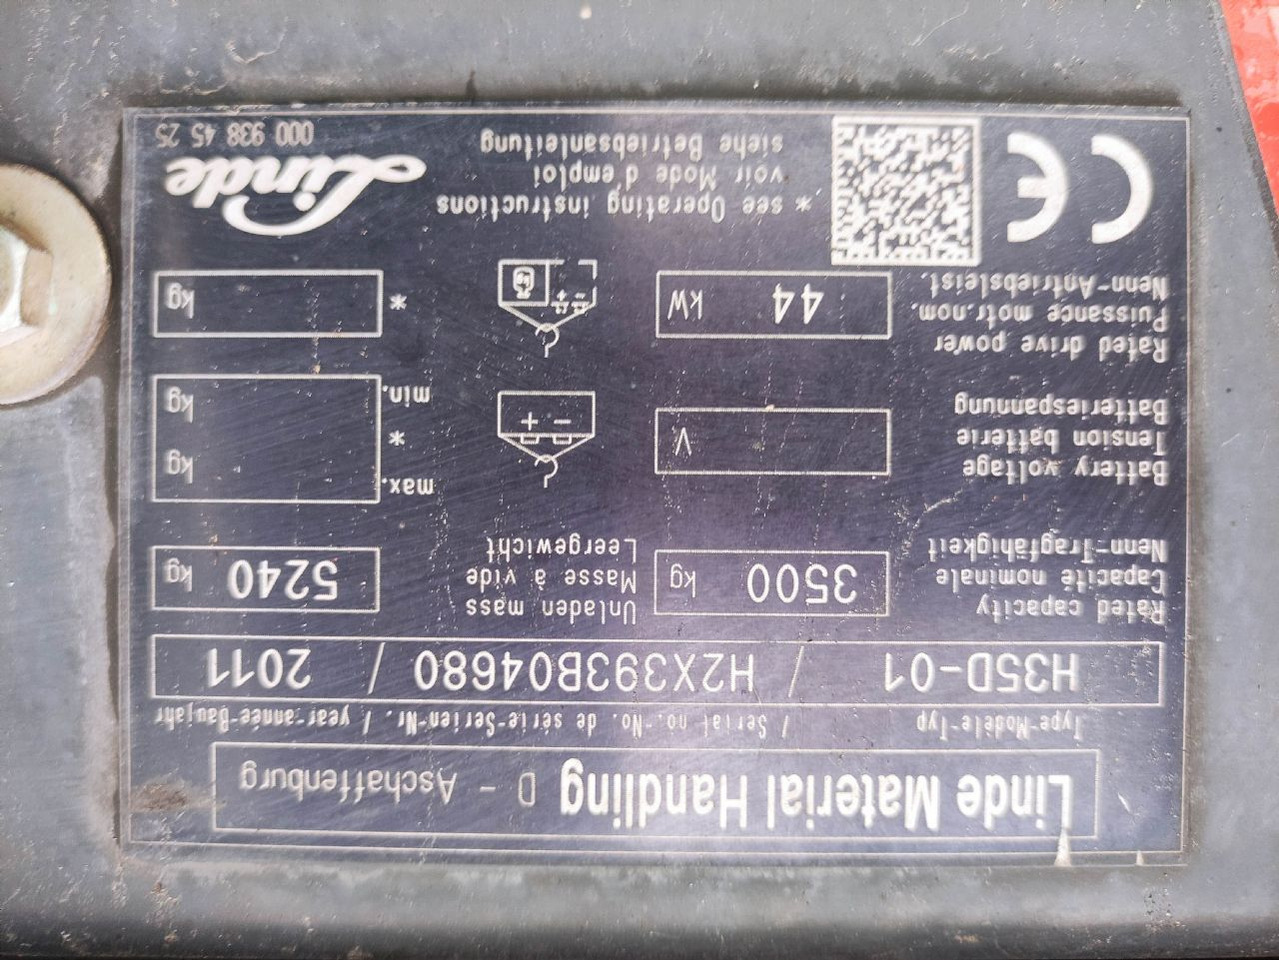 Linde Material Handling D - Aschaffenburg
Type-Modèle-Typ / Serial no.-No. de série-Serien-Nr. / year-année-Baujahr
H35D-01 / H2X393B04680 / 2011
Rated capacity
Capacité nominale
Nenn-Tragfähigkeit
3500 kg
Unladen mass
Masse à vide
Leergewicht
5240 kg
Battery voltage
Tension batterie
Batteriespannung
V
- +
max. kg
*
min. kg
Rated drive power
Puissance motr.nom.
Nenn-Antriebsleist.
44 kW
- +
* kg
CE
* see Operating instructions
voir Mode d'emploi
siehe Betriebsanleitung
Linde
000 938 45 25